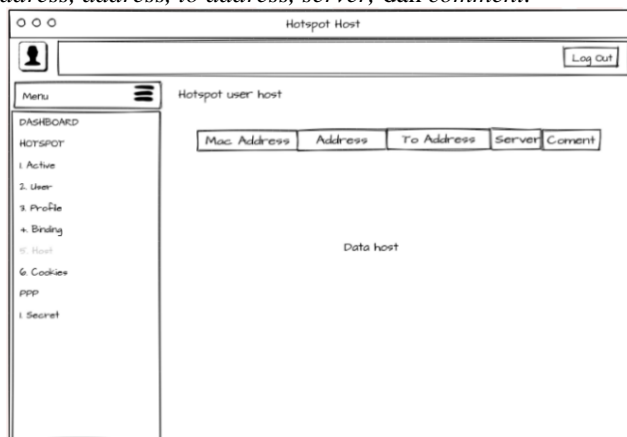 address, address, to address, server, dan comment.
Hotspot Host
Log Out
Menu
Hotspot user host
DASHBOARD
HOTSPOT
Mac Address Address To Address Server Coment
1. Active
2. User
3. Profile
4. Binding
5. Host
6. Cookies
Data host
PPP
1. Secret